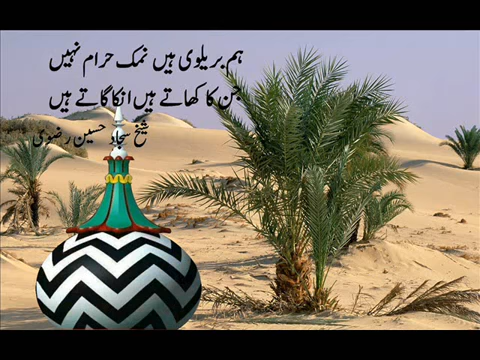 ہم بریلوی ہیں نمک حرام نہیں
جن کا کھاتے ہیں انکا گاتے ہیں
شیخ سجاد حسین رضوی